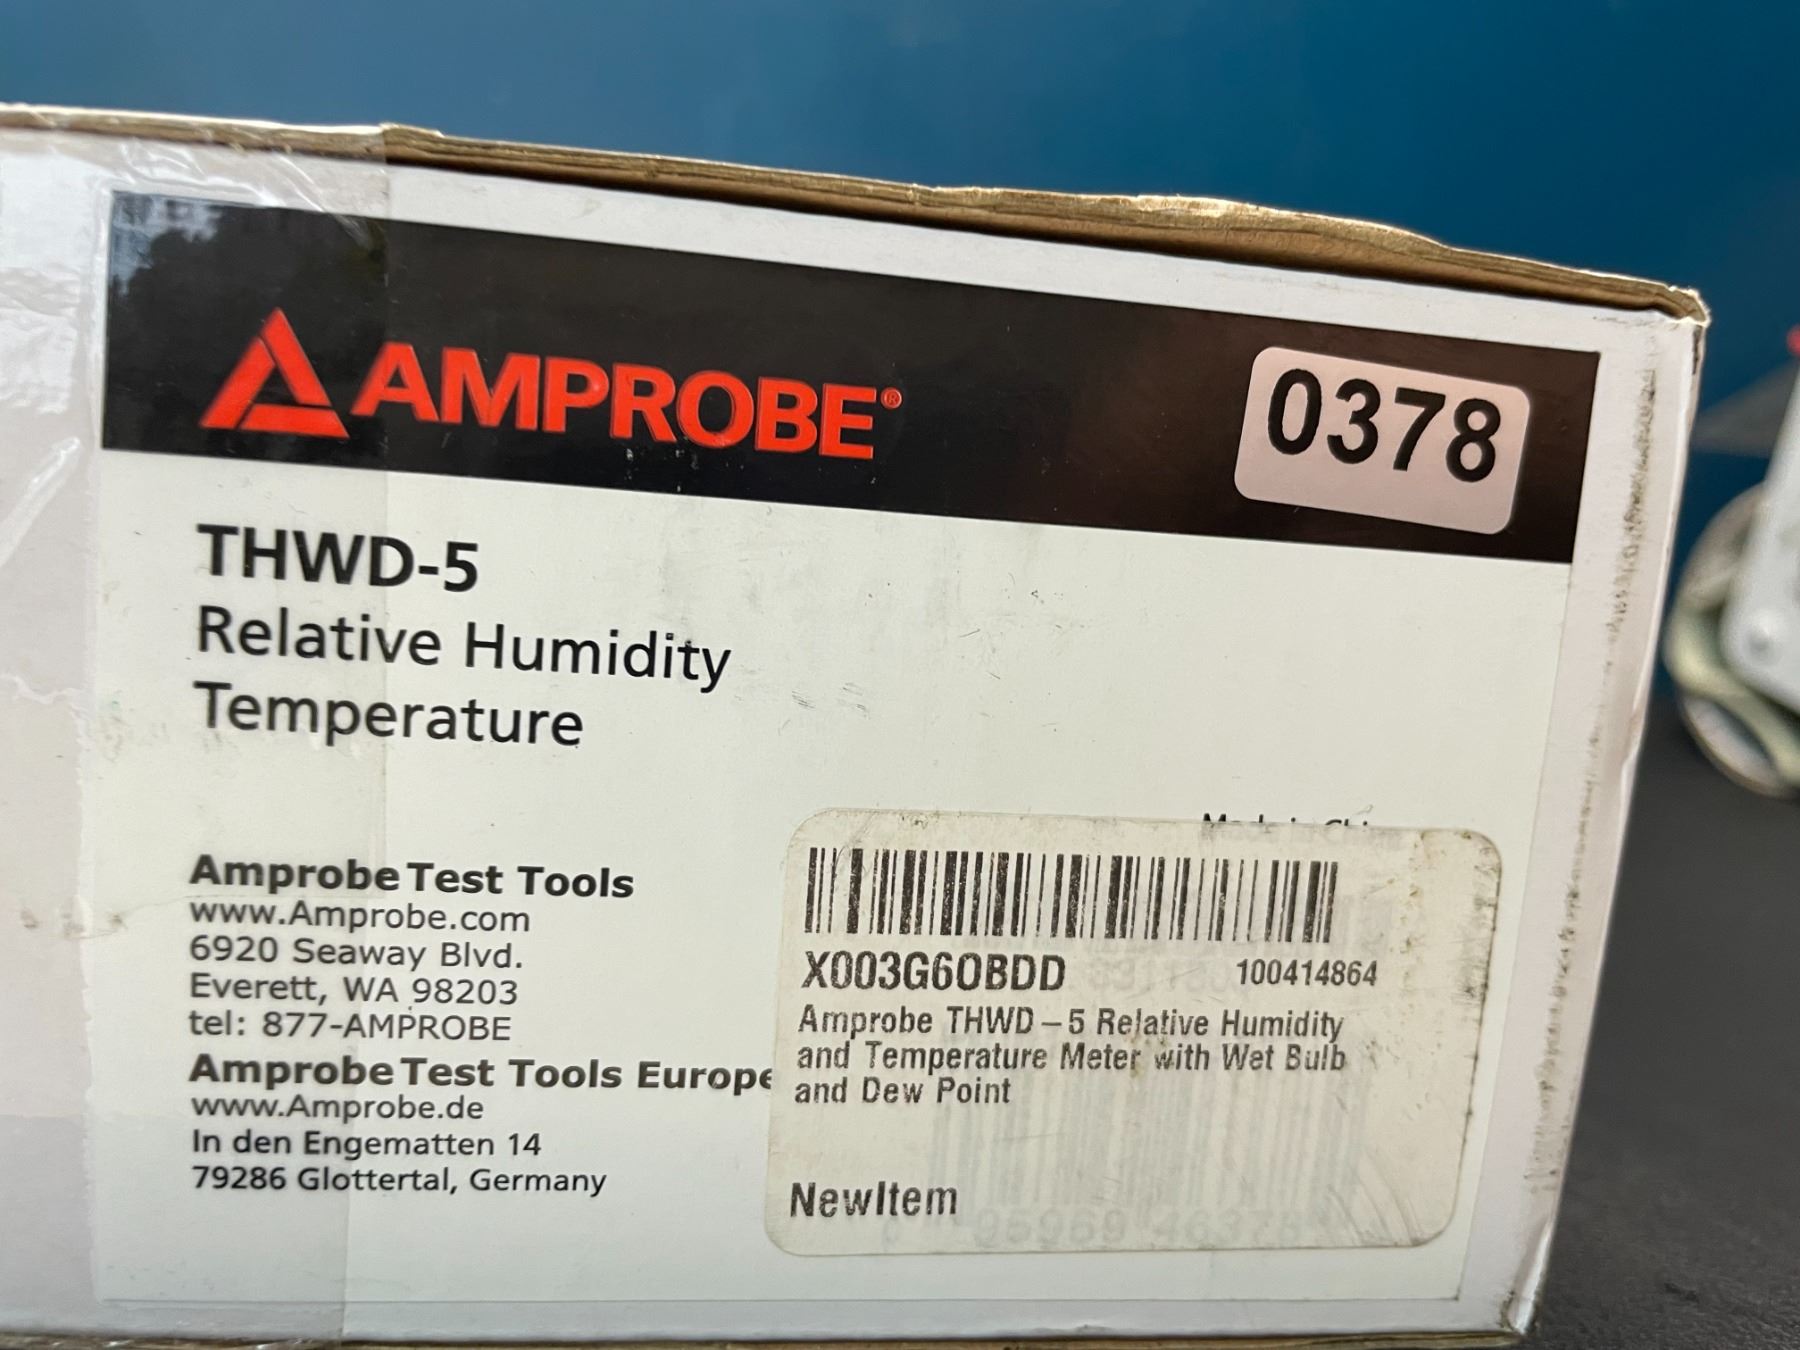 AMPROBE®
0378
THWD-5
Relative Humidity
Temperature
Made in
Amprobe Test Tools
www.Amprobe.com
6920 Seaway Blvd.
Everett, WA 98203
tel: 877-AMPROBE
Amprobe Test Tools Europe
www.Amprobe.de
In den Engematten 14
79286 Glottertal, Germany
X003G6OBDD 100414864
Amprobe THWD – 5 Relative Humidity
and Temperature Meter with Wet Bulb
and Dew Point
NewItem